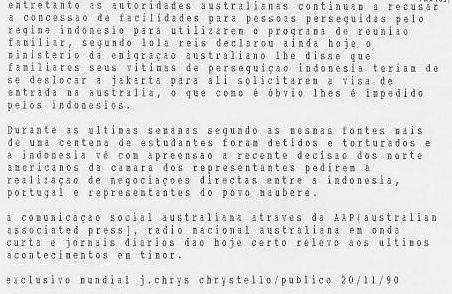 entretanto as autoridades australianas continuam a recusar
a concessao de facilidades para pessoas perseguidas pelo
regime indonesio para utilizarem o programa de reuniao
familiar, segundo lola reis declarou ainda hoje o
ministerio da emigraçao australiano lhe disse que
familiares seus vitimas de perseguiçao indonesia teriam de
se deslocar a jakarta para ali solicitarem a visa de
entrada na australia, o que como é óbvio lhes é impedido
pelos indonesios.
Durante as ultimas semanas segundo as mesmas fontes mais
de uma centena de estudantes foram detidos e torturados e
a indonesia vê com apreensao a recente decisao dos norte
americanos da camara dos representantes pedirem a
realizaçao de negociaçoes directas entre a indonesia,
portugal e representantes do povo maubere.
a comunicaçao social australiana atraves da AAP[australian
associated press], radio nacional australiana em onda
curta e jornais diarios dao hoje certo relevo aos ultimos
acontecimentos em timor.
exclusivo mundial j.chrys chrystello/publico 20/11/90